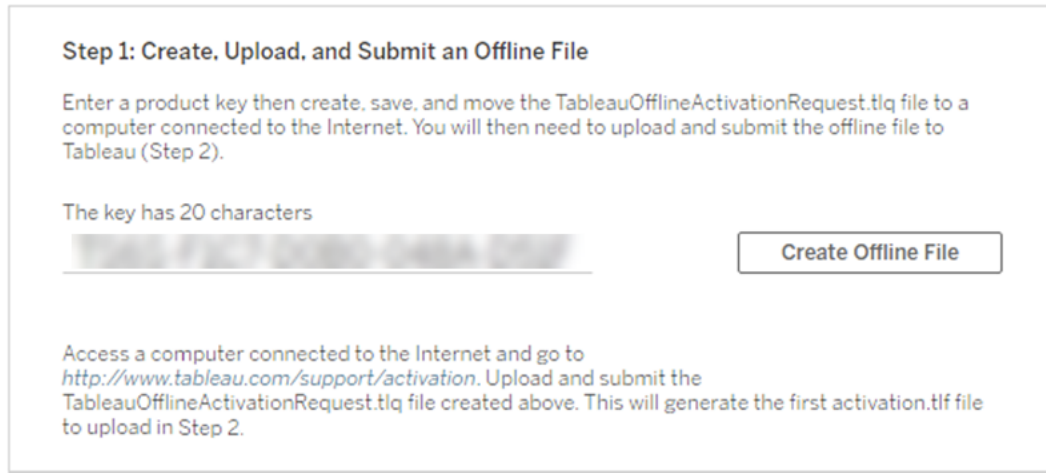 Step 1: Create, Upload, and Submit an Offline File
Enter a product key then create, save, and move the TableauOfflineActivationRequest.tlq file to a
computer connected to the Internet. You will then need to upload and submit the offline file to
Tableau (Step 2).
The key has 20 characters
Create Offline File
Access a computer connected to the Internet and go to
http://www.tableau.com/support/activation. Upload and submit the
TableauOfflineActivationRequest.tlq file created above. This will generate the first activation.tlf file
to upload in Step 2.